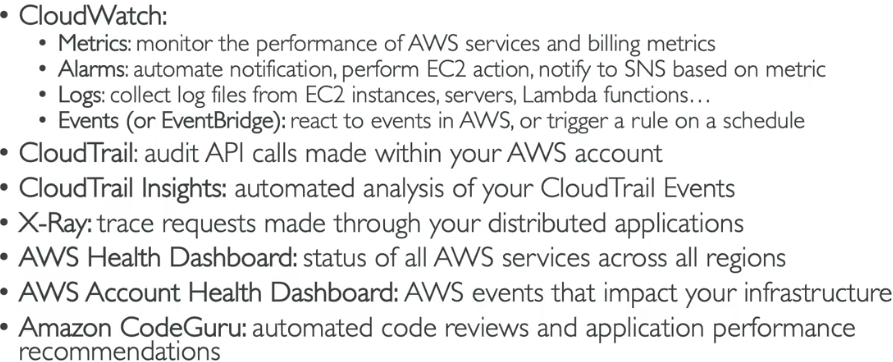 • CloudWatch:
• Metrics: monitor the performance of AWS services and billing metrics
• Alarms: automate notification, perform EC2 action, notify to SNS based on metric
• Logs: collect log files from EC2 instances, servers, Lambda functions…
• Events (or EventBridge): react to events in AWS, or trigger a rule on a schedule
• CloudTrail: audit API calls made within your AWS account
• CloudTrail Insights: automated analysis of your CloudTrail Events
• X-Ray: trace requests made through your distributed applications
• AWS Health Dashboard: status of all AWS services across all regions
• AWS Account Health Dashboard: AWS events that impact your infrastructure
• Amazon CodeGuru: automated code reviews and application performance
recommendations